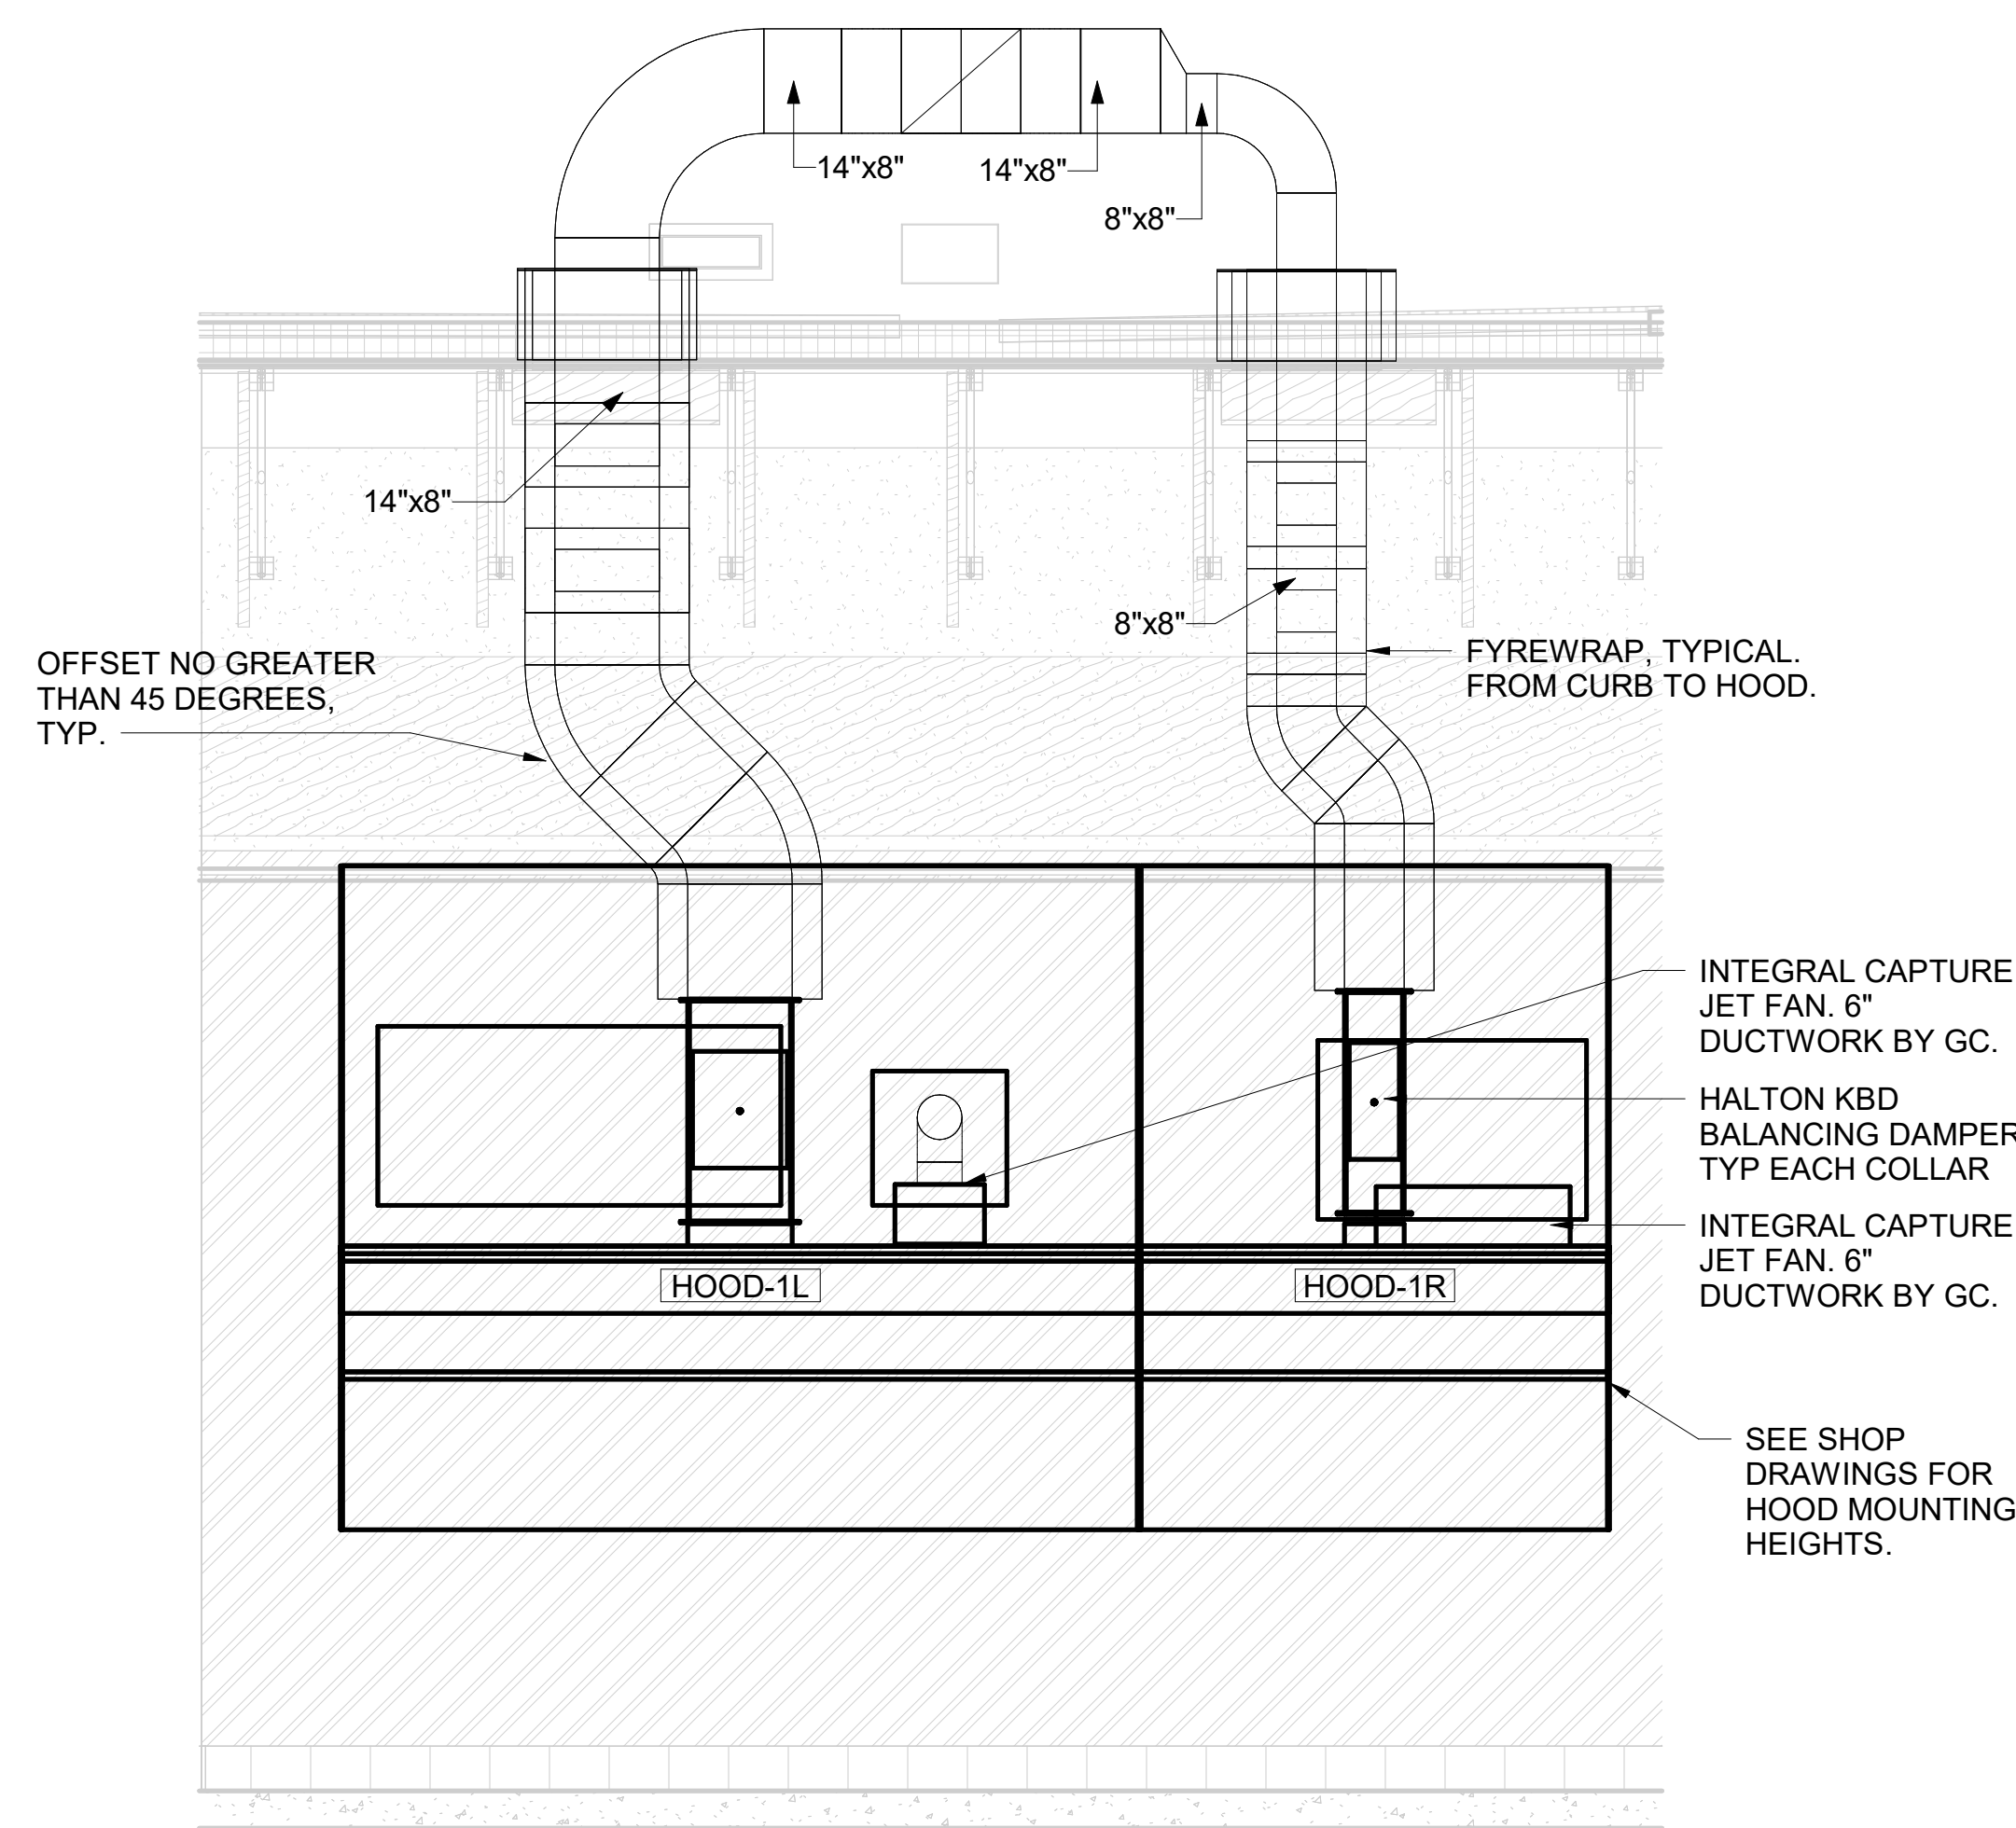 14"x8"
14"x8"
8"x8"
14"x8"
8"x8"
OFFSET NO GREATER
THAN 45 DEGREES,
TYP.
FYREWRAP, TYPICAL.
FROM CURB TO HOOD.
INTEGRAL CAPTURE
JET FAN. 6"
DUCTWORK BY GC.
HALTON KBD
BALANCING DAMPER
TYP EACH COLLAR
INTEGRAL CAPTURE
JET FAN. 6"
DUCTWORK BY GC.
HOOD-1L
HOOD-1R
SEE SHOP
DRAWINGS FOR
HOOD MOUNTING
HEIGHTS.